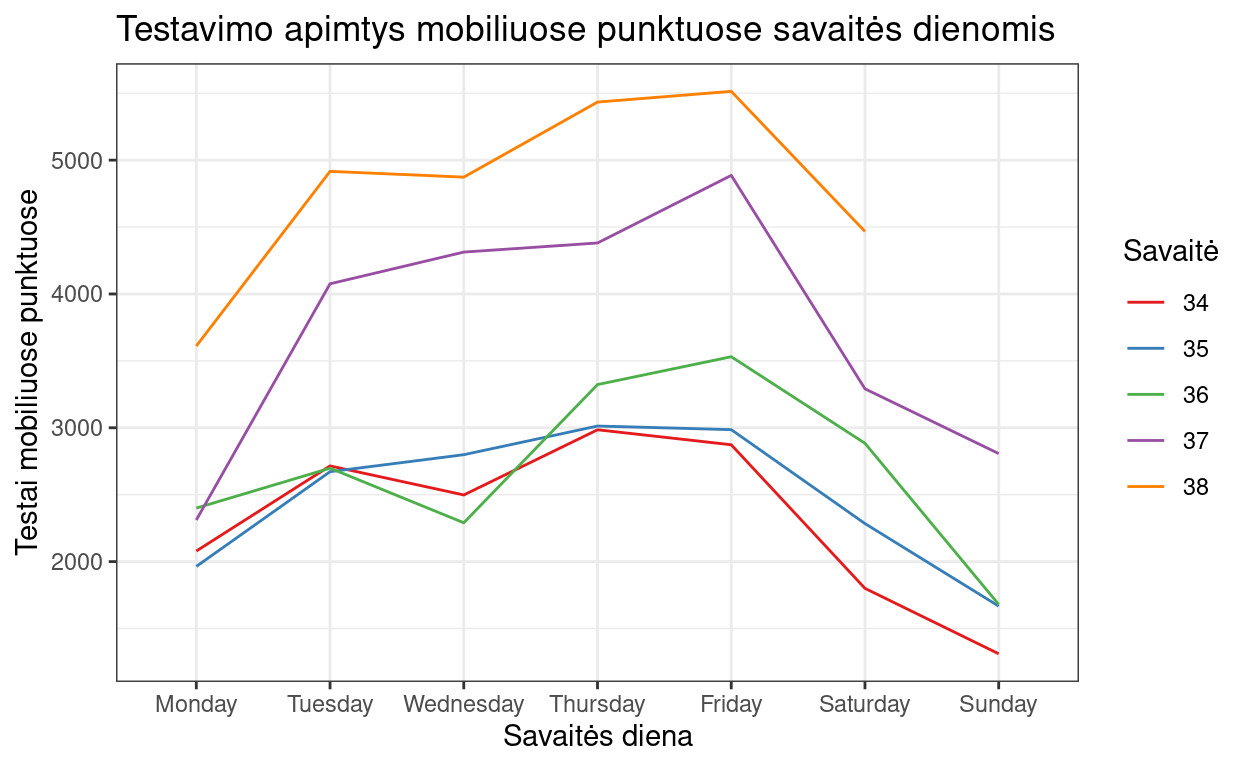 Testavimo apimtys mobiliuose punktuose savaitės dienomis
Testai mobiliuose punktuose
5000
4000
3000
2000
Monday Tuesday Wednesday Thursday Friday Saturday Sunday
Savaitės diena
Savaitė
34
35
36
37
38